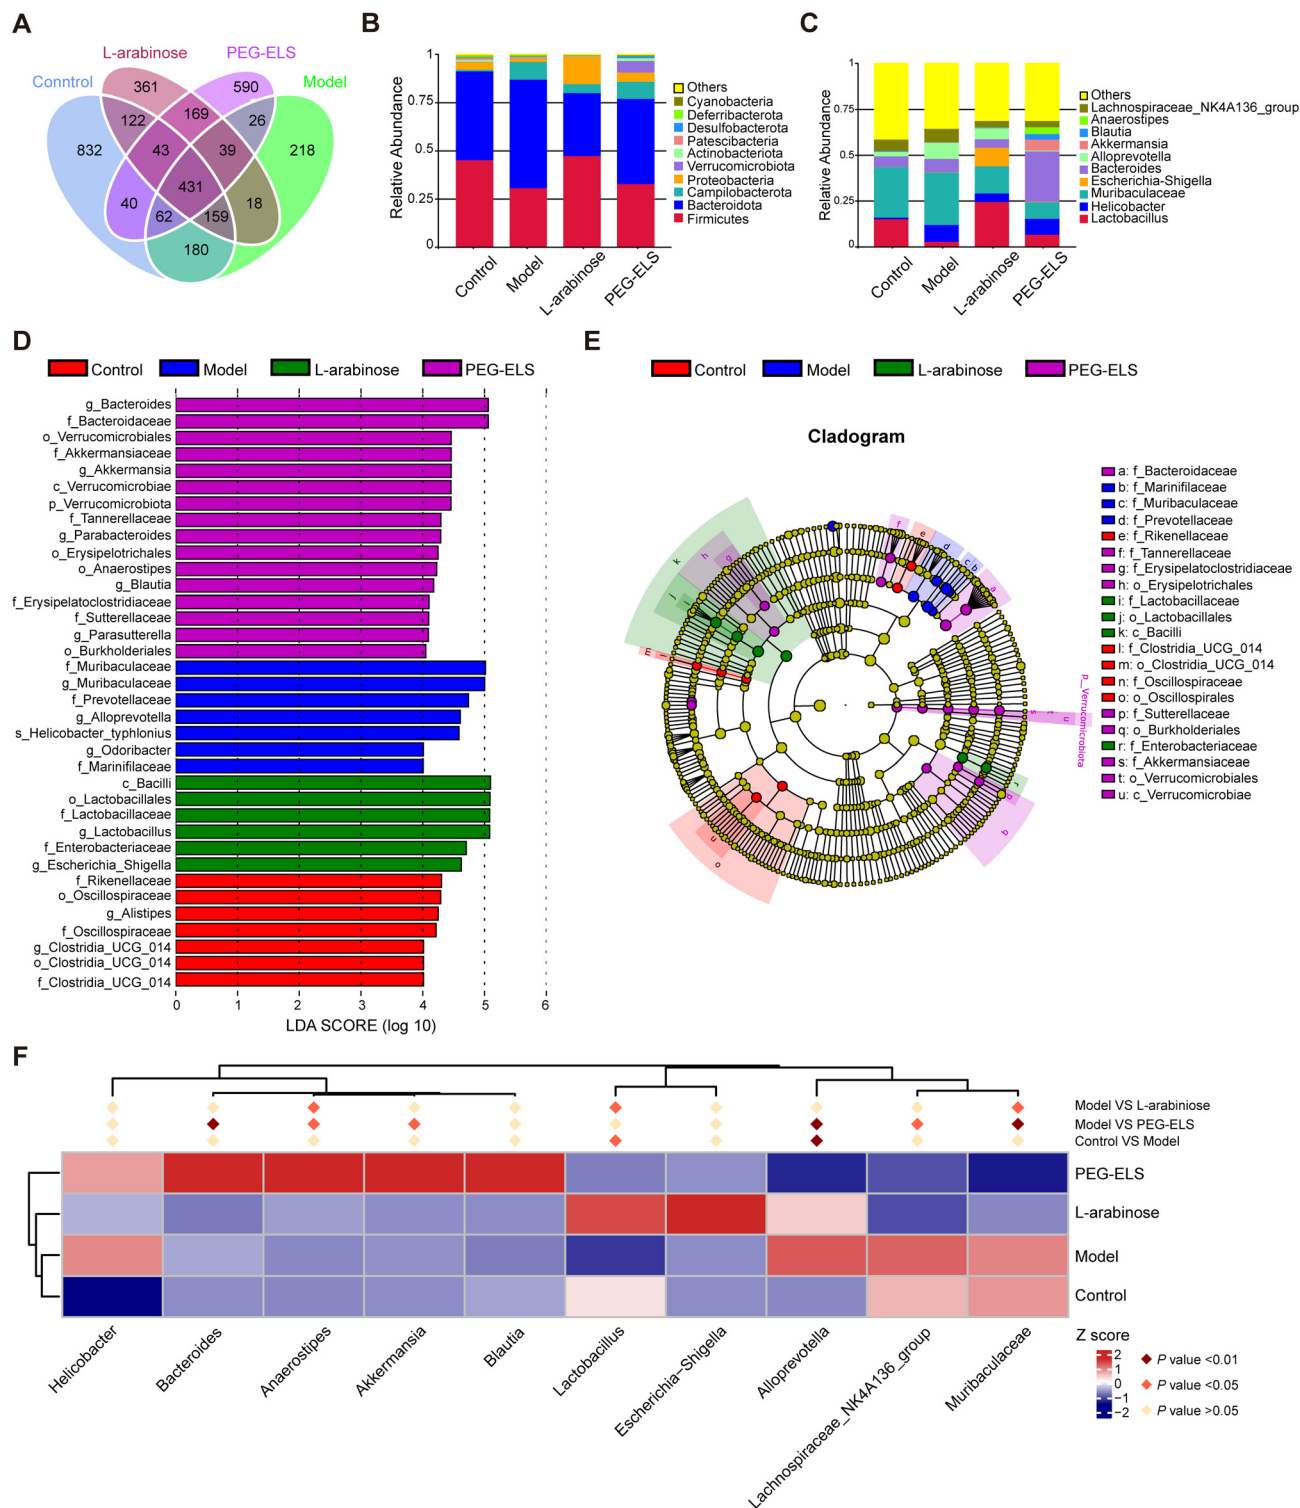 A
L-arabinose
PEG-ELS
Conntrol
Model
361
590
122
169
26
832
43
39
218
431
40
62
159
18
180
B
Relative Abundance
1
0.75
0.5
0.25
0
Control
Model
L-arabinose
PEG-ELS
Others
Cyanobacteria
Deferribacterota
Desulfobacterota
Patescibacteria
Actinobacteriota
Verrucomicrobiota
Proteobacteria
Campilobacterota
Bacteroidota
Firmicutes
C
Relative Abundance
1
0.75
0.5
0.25
0
Control
Model
L-arabinose
PEG-ELS
Others
Lachnospiraceae_NK4A136_group
Anaerostipes
Blautia
Akkermansia
Alloprevotella
Bacteroides
Escherichia-Shigella
Muribaculaceae
Helicobacter
Lactobacillus
D
Control
Model
L-arabinose
PEG-ELS
g_Bacteroides
f_Bacteroidaceae
o_Verrucomicrobiales
f_Akkermansiaceae
g_Akkermansia
c_Verrucomicrobiae
p_Verrucomicrobiota
f_Tannerellaceae
g_Parabacteroides
o_Erysipelotrichales
o_Anaerostipes
g_Blautia
f_Erysipelatoclostridiaceae
f_Sutterellaceae
g_Parasutterella
o_Burkholderiales
f_Muribaculaceae
g_Muribaculaceae
f_Prevotellaceae
g_Alloprevotella
s_Helicobacter_typhlonius
g_Odoribacter
f_Marinifilaceae
c_Bacilli
o_Lactobacillales
f_Lactobacillaceae
g_Lactobacillus
f_Enterobacteriaceae
g_Escherichia_Shigella
f_Rikenellaceae
o_Oscillospiraceae
g_Alistipes
f_Oscillospiraceae
g_Clostridia_UCG_014
o_Clostridia_UCG_014
f_Clostridia_UCG_014
0 1 2 3 4 5 6
LDA SCORE (log 10)
E
Control
Model
L-arabinose
PEG-ELS
Cladogram
f
e
d
c
b
a
h
g
k
j
i
m
l
s
t
u
r
p
q
n
o
p_Verrucomicrobiota
a: f_Bacteroidaceae
b: f_Marinifilaceae
c: f_Muribaculaceae
d: f_Prevotellaceae
e: f_Rikenellaceae
f: f_Tannerellaceae
g: f_Erysipelatoclostridiaceae
h: o_Erysipelotrichales
i: f_Lactobacillaceae
j: o_Lactobacillales
k: c_Bacilli
l: f_Clostridia_UCG_014
m: o_Clostridia_UCG_014
n: f_Oscillospiraceae
o: o_Oscillospirales
p: f_Sutterellaceae
q: o_Burkholderiales
r: f_Enterobacteriaceae
s: f_Akkermansiaceae
t: o_Verrucomicrobiales
u: c_Verrucomicrobiae
F
Model VS L-arabiniose
Model VS PEG-ELS
Control VS Model
PEG-ELS
L-arabinose
Model
Control
Helicobacter
Bacteroides
Anaerostipes
Akkermansia
Blautia
Lactobacillus
Escherichia-Shigella
Alloprevotella
Lachnospiraceae_NK4A136_group
Muribaculaceae
Z score
2
1
0
−1
−2
P value <0.01
P value <0.05
P value >0.05